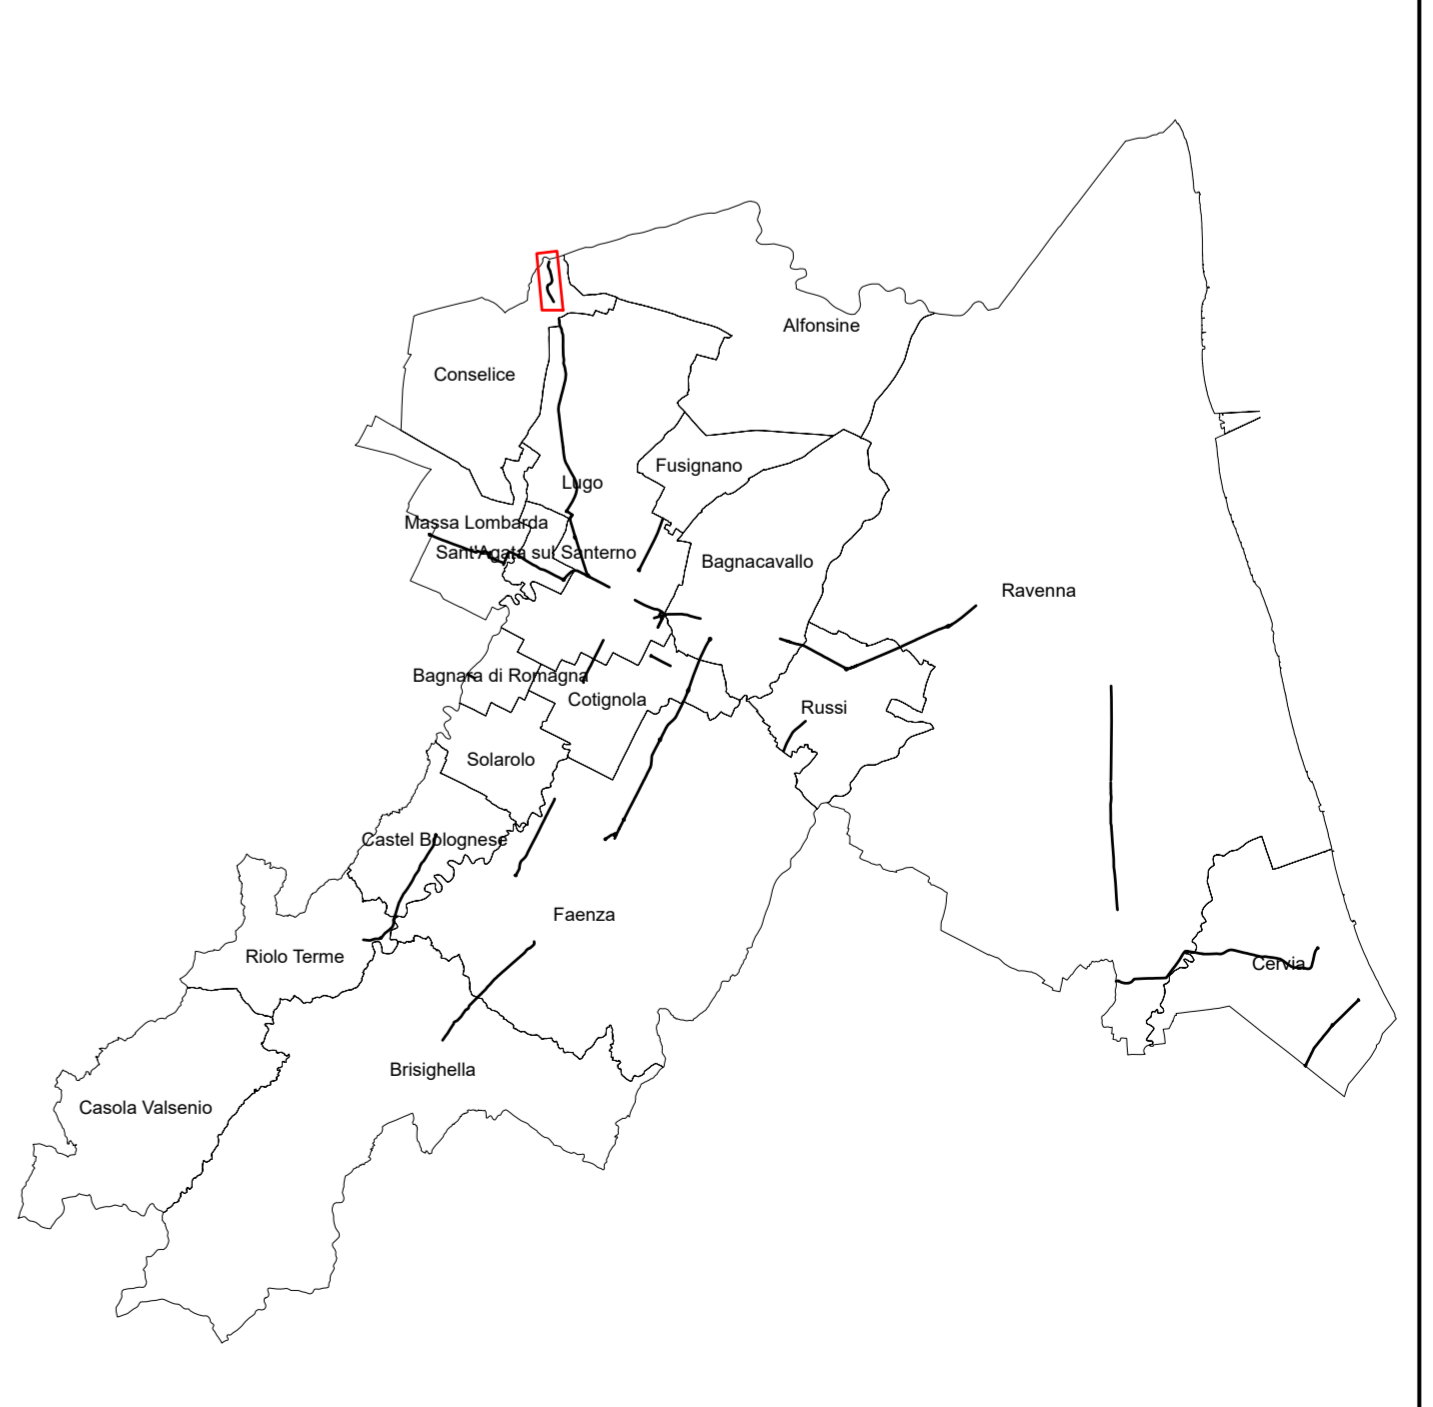 Alfonsine
Conselice
Fusignano
Lugo
Massa Lombarda
Sant'Agata sul Santerno
Bagnacavallo
Ravenna
Bagnara di Romagna
Cotignola
Russi
Solarolo
Castel Bolognese
Faenza
Riolo Terme
Cervia
Brisighella
Casola Valsenio